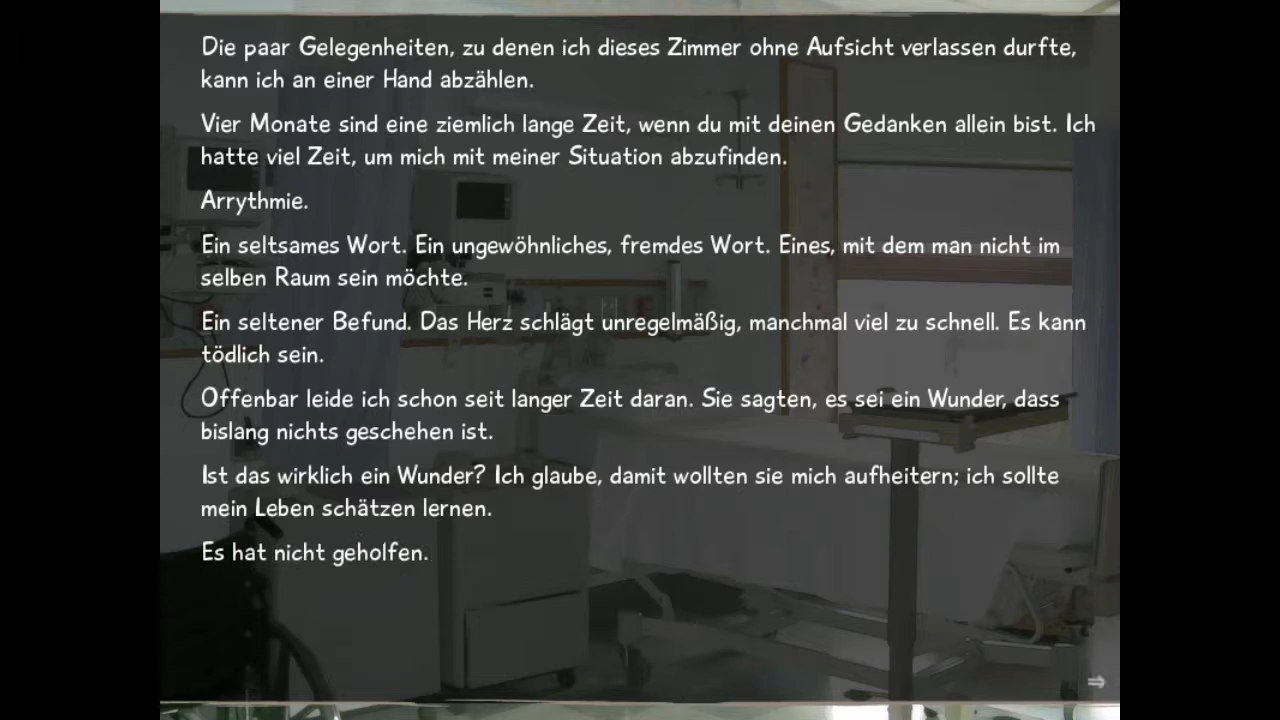 Die paar Gelegenheiten, zu denen ich dieses Zimmer ohne Aufsicht verlassen durfte,
kann ich an einer Hand abzählen.
Vier Monate sind eine ziemlich lange Zeit, wenn du mit deinen Gedanken allein bist. Ich
hatte viel Zeit, um mich mit meiner Situation abzufinden.
Arrythmie.
Ein seltsames Wort. Ein ungewöhnliches, fremdes Wort. Eines, mit dem man nicht im
selben Raum sein möchte.
Ein seltener Befund. Das Herz schlägt unregelmäßig, manchmal viel zu schnell. Es kann
tödlich sein.
Offenbar leide ich schon seit langer Zeit daran. Sie sagten, es sei ein Wunder, dass
bislang nichts geschehen ist.
Ist das wirklich ein Wunder? Ich glaube, damit wollten sie mich aufheitern; ich sollte
mein Leben schätzen lernen.
Es hat nicht geholfen.